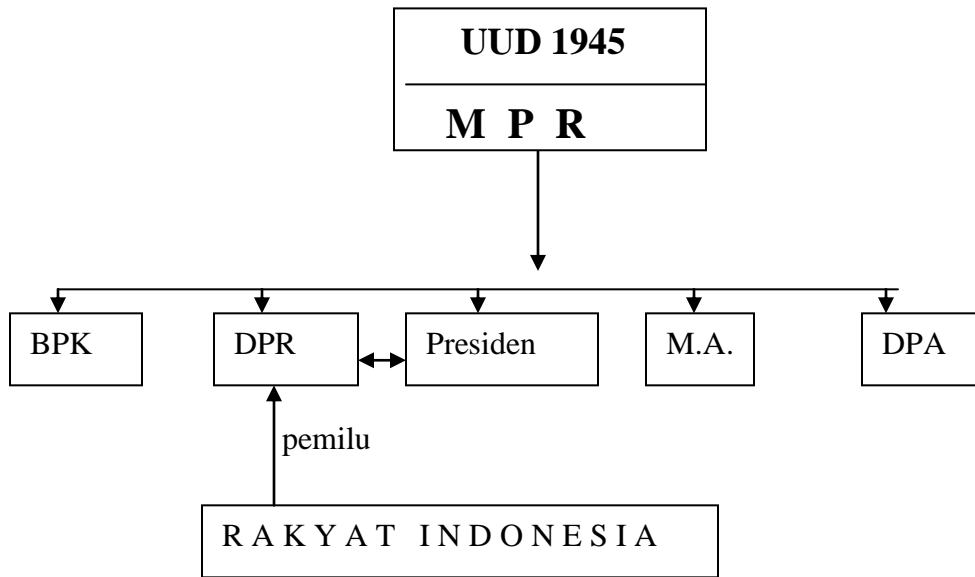 UUD 1945
M P R
BPK
DPR
Presiden
M.A.
DPA
pemilu
R A K Y A T I N D O N E S I A